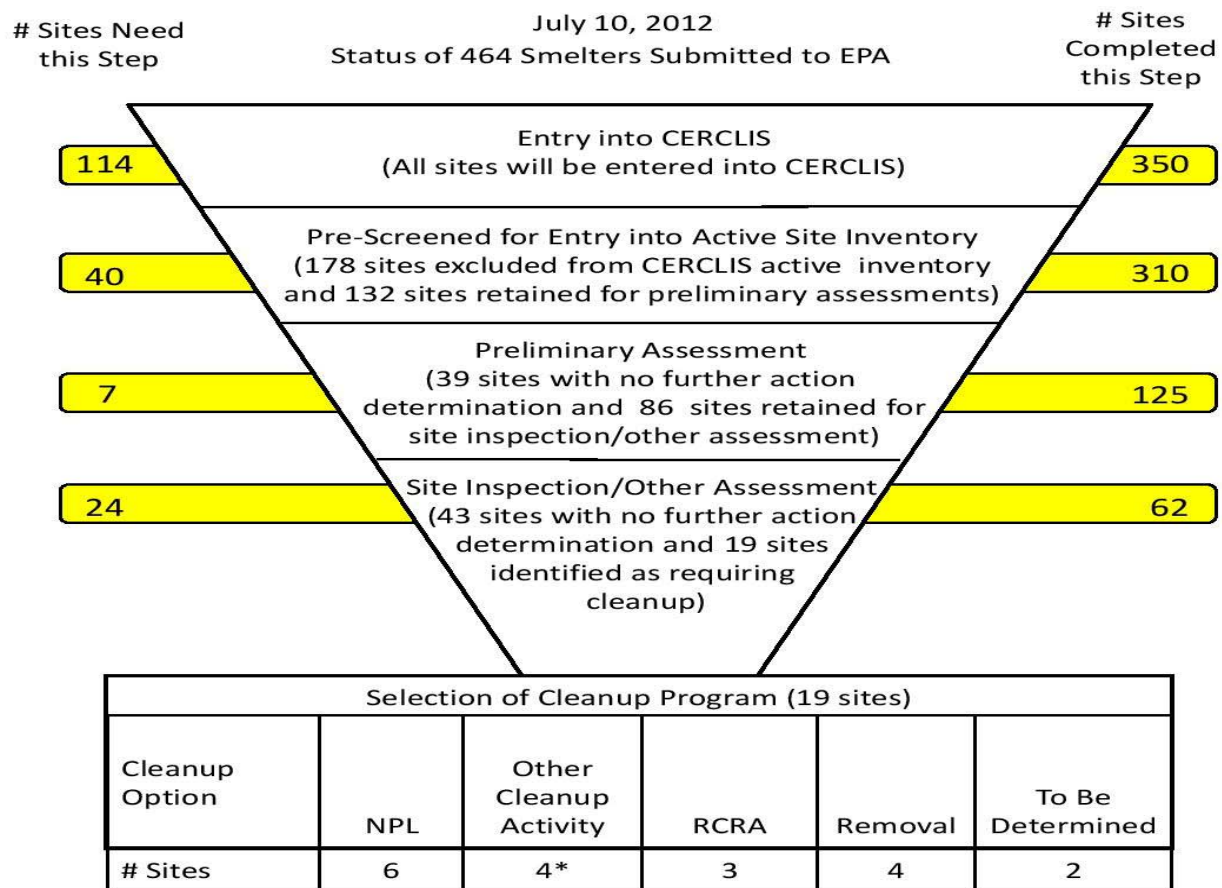 # Sites Need
this Step
July 10, 2012
Status of 464 Smelters Submitted to EPA
# Sites
Completed
this Step
114
Entry into CERCLIS
(All sites will be entered into CERCLIS)
350
40
Pre-Screened for Entry into Active Site Inventory
(178 sites excluded from CERCLIS active inventory
and 132 sites retained for preliminary assessments)
310
7
Preliminary Assessment
(39 sites with no further action
determination and 86 sites retained for
site inspection/other assessment)
125
24
Site Inspection/Other Assessment
(43 sites with no further action
determination and 19 sites
identified as requiring
cleanup)
62
Selection of Cleanup Program (19 sites)
Cleanup
Option
NPL
Other
Cleanup
Activity
RCRA
Removal
To Be
Determined
# Sites
6
4*
3
4
2